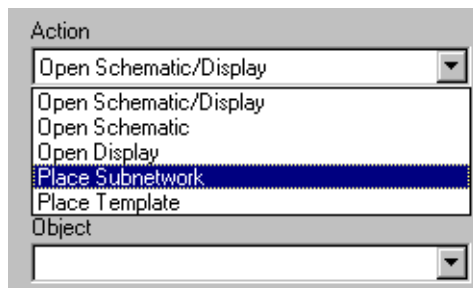 Action
Open Schematic/Display
Open Schematic/Display
Open Schematic
Open Display
Place Subnetwork
Place Template
Object